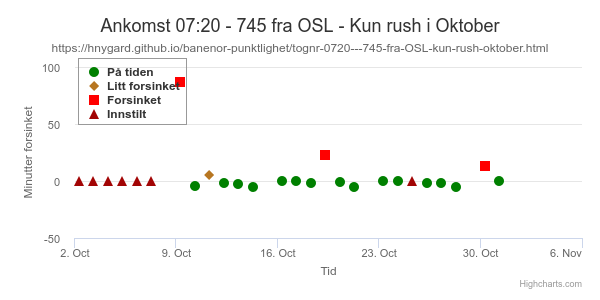 Ankomst 07:20 - 745 fra OSL - Kun rush i Oktober
https://hnygard.github.io/banenor-punktlighet/tognr-0720---745-fra-OSL-kun-rush-oktober.html
Minutter forsinket
100
50
0
-50
På tiden
Litt forsinket
Forsinket
Innstilt
2. Oct
9. Oct
16. Oct
23. Oct
30. Oct
6. Nov
Tid
Highcharts.com